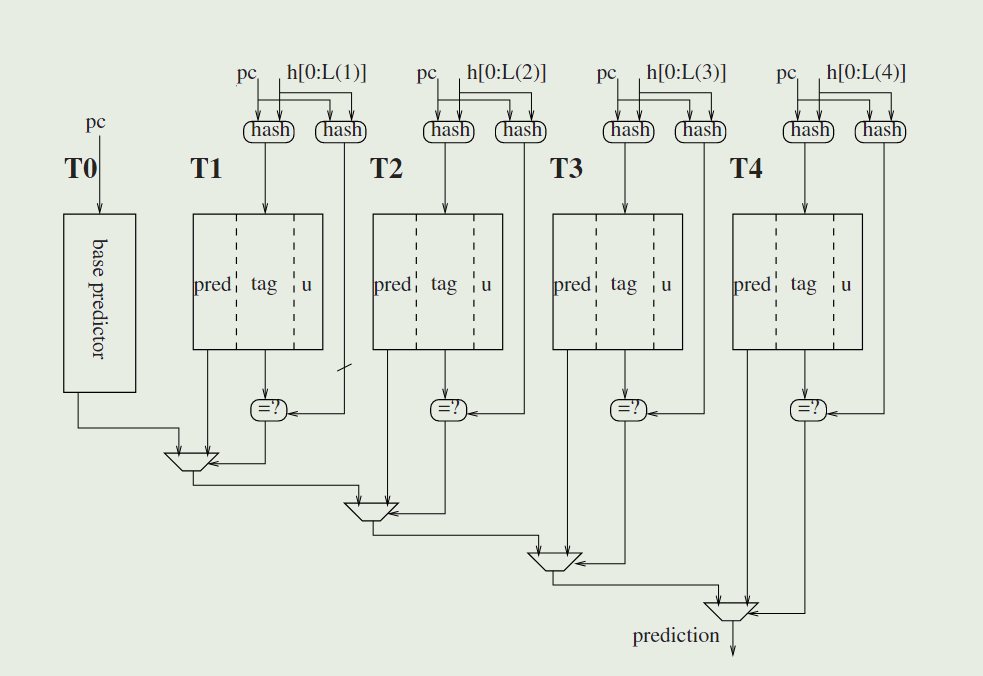 pc h[0:L(1)] pc h[0:L(2)] pc h[0:L(3)] pc h[0:L(4)]
hash hash hash hash hash hash hash hash
pc
T0 T1 T2 T3 T4
base predictor
pred tag u pred tag u pred tag u pred tag u
=? =? =? =?
prediction